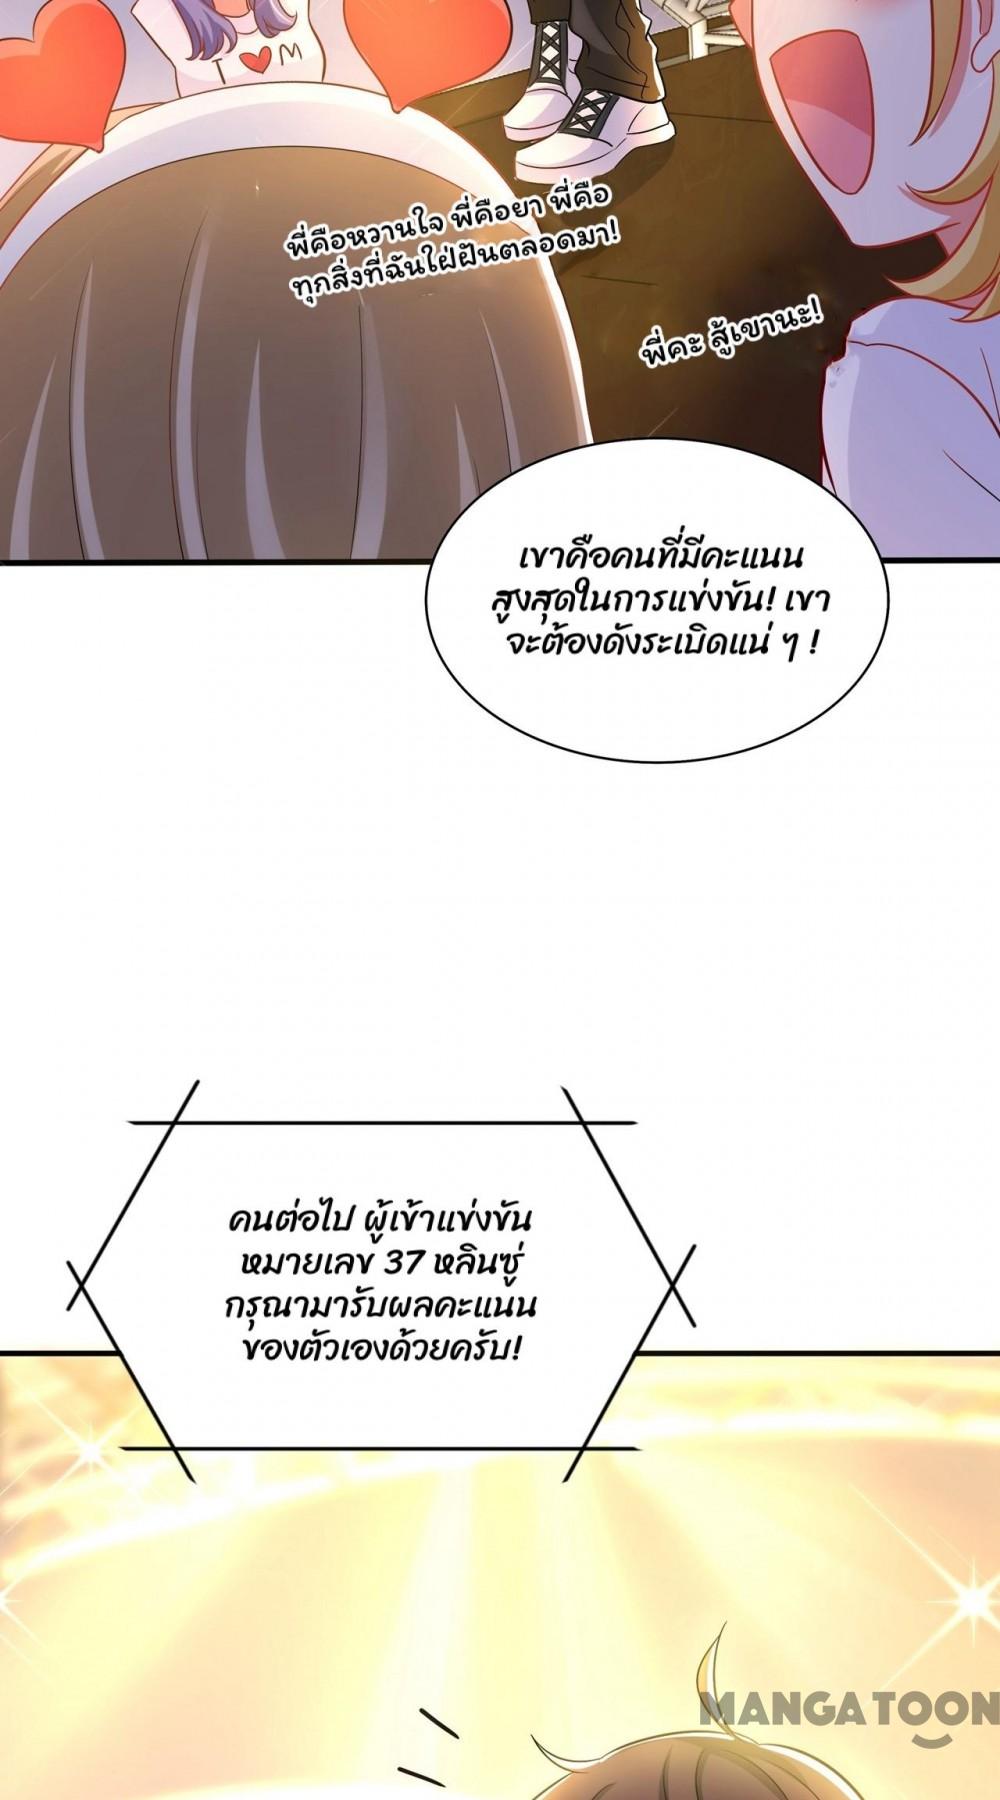 T♥M
พี่คือหวานใจ พี่คือยา พี่คือ
ทุกสิ่งที่ฉันใฝ่ฝันตลอดมา!
พี่คะ สู้เขานะ!
เขาคือคนที่มีคะแนน
สูงสุดในการแข่งขัน! เขา
จะต้องดังระเบิดแน่ ๆ !
คนต่อไป ผู้เข้าแข่งขัน
หมายเลข 37 หลินซู่
กรุณามารับผลคะแนน
ของตัวเองด้วยครับ!
MANGATOON